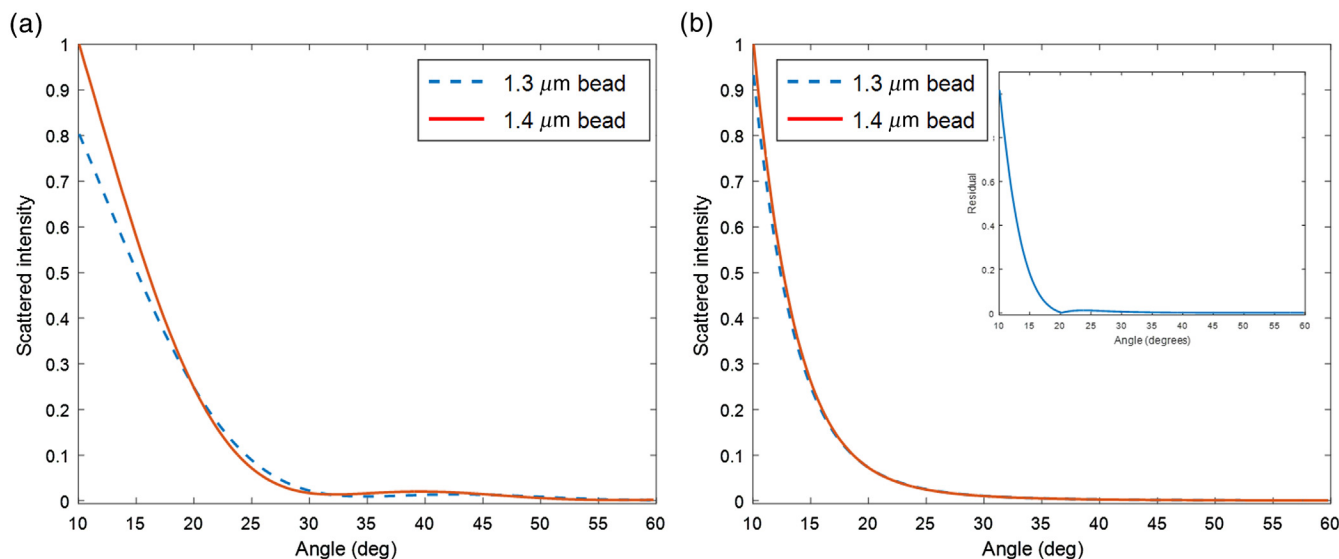 (a)
1
0.9
0.8
0.7
0.6
0.5
0.4
0.3
0.2
0.1
0
Scattered intensity
10 15 20 25 30 35 40 45 50 55 60
Angle (deg)
1.3 μm bead
1.4 μm bead
(b)
1
0.9
0.8
0.7
0.6
0.5
0.4
0.3
0.2
0.1
0
Scattered intensity
10 15 20 25 30 35 40 45 50 55 60
Angle (deg)
1.3 μm bead
1.4 μm bead
1
0.6
0.4
0.2
0
Residual
10 15 20 25 30 35 40 45 50 55 60
Angle (degrees)